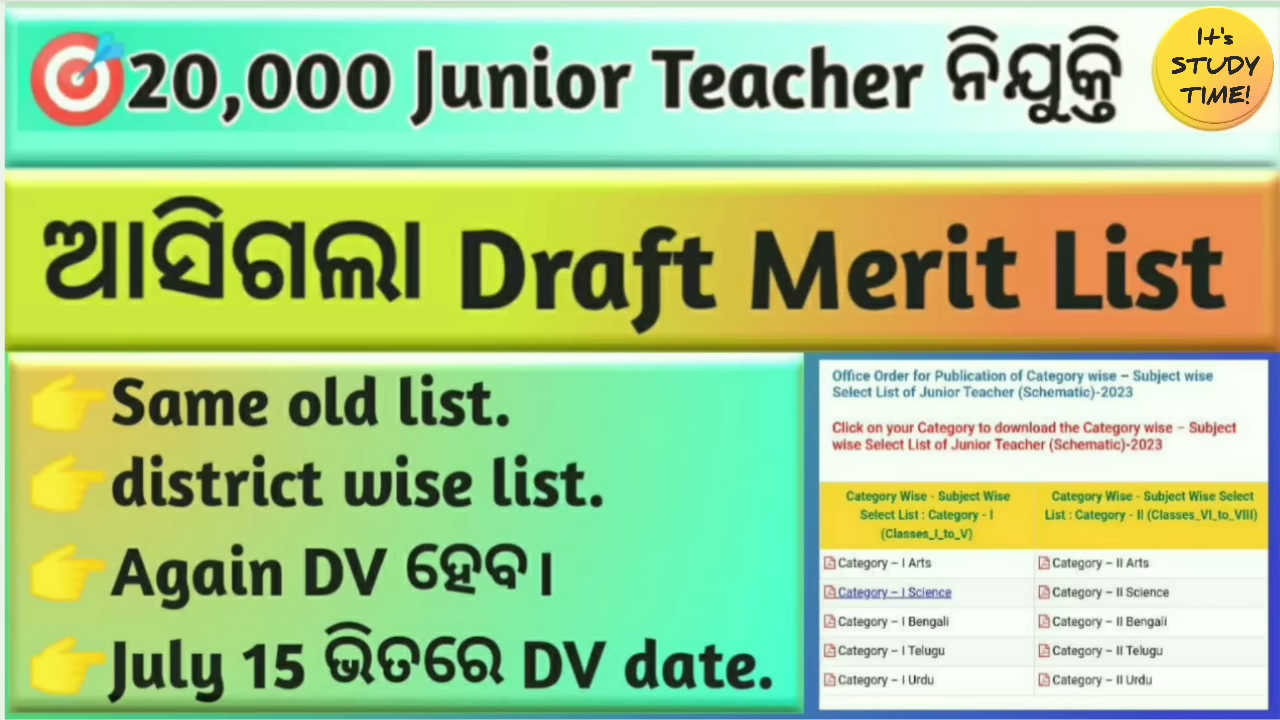 20,000 Junior Teacher ନିଯୁକ୍ତି
It's
STUDY
TIME!
ଆସିଗଲା Draft Merit List
Same old list.
district wise list.
Again DV ହେବ।
July 15 ଭିତରେ DV date.
Office Order for Publication of Category wise – Subject wise
Select List of Junior Teacher (Schematic)-2023
Click on your Category to download the Category wise – Subject
wise Select List of Junior Teacher (Schematic)-2023
Category Wise - Subject Wise
Select List : Category - I
(Classes_I_to_V)
Category Wise - Subject Wise Select
List : Category - II (Classes_VI_to_VIII)
Category – I Arts
Category – II Arts
Category – I Science
Category – II Science
Category – I Bengali
Category – II Bengali
Category – I Telugu
Category – II Telugu
Category – I Urdu
Category – II Urdu